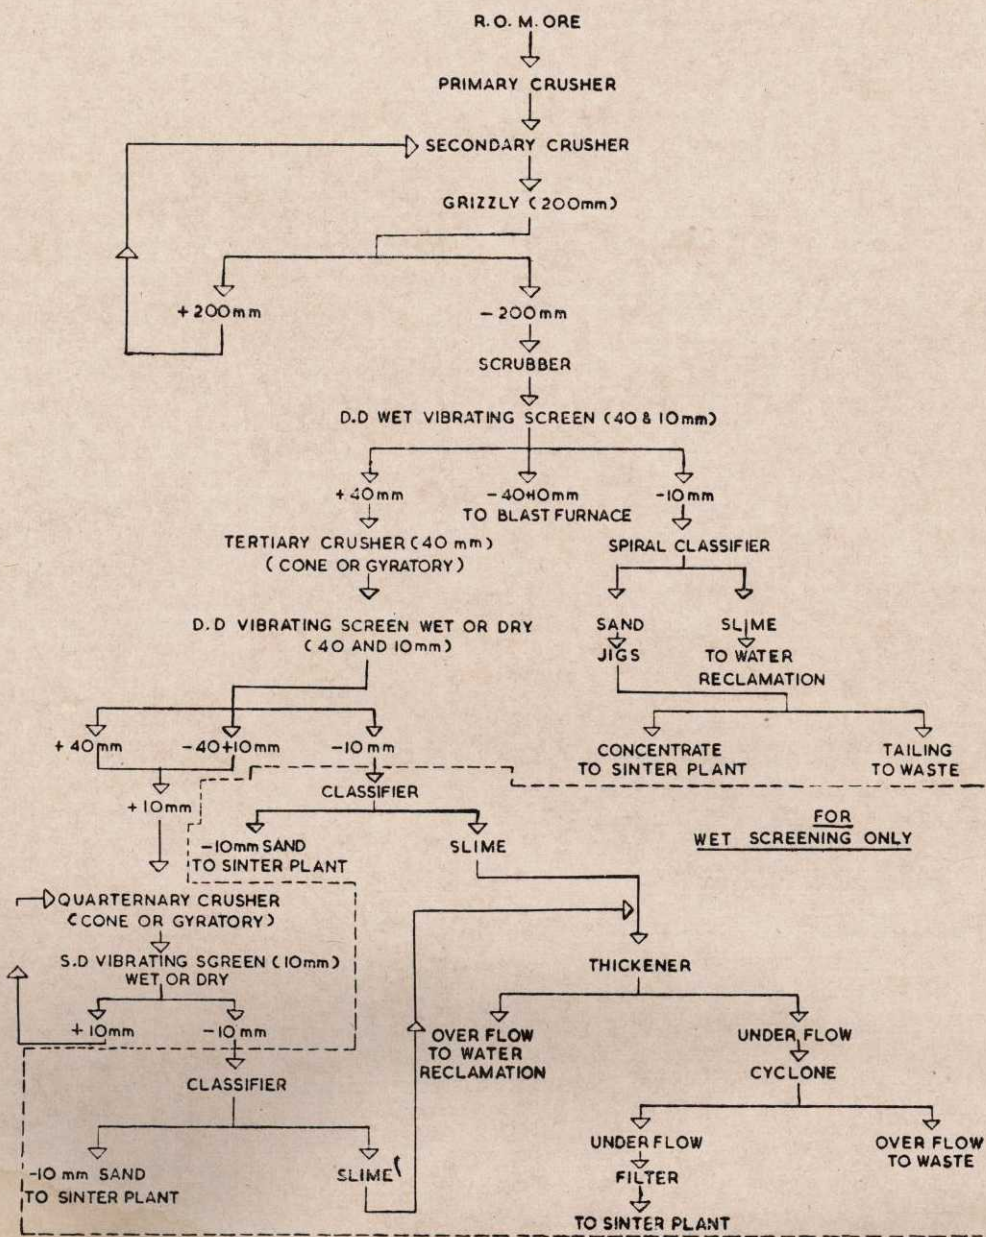 R.O.M. ORE
PRIMARY CRUSHER
SECONDARY CRUSHER
GRIZZLY (200mm)
+200mm
-200mm
SCRUBBER
D.D WET VIBRATING SCREEN (40 & 10mm)
+40mm
-40+10mm
TO BLAST FURNACE
-10mm
TERTIARY CRUSHER (40 mm)
(CONE OR GYRATORY)
SPIRAL CLASSIFIER
D.D VIBRATING SCREEN WET OR DRY
(40 AND 10mm)
SAND
JIGS
SLIME
TO WATER
RECLAMATION
+40mm
-40+10mm
-10 mm
CONCENTRATE
TO SINTER PLANT
TAILING
TO WASTE
+10mm
CLASSIFIER
-10mm SAND
TO SINTER PLANT
SLIME
FOR
WET SCREENING ONLY
QUARTERNARY CRUSHER
(CONE OR GYRATORY)
S.D VIBRATING SGREEN (10mm)
WET OR DRY
+10mm
-10 mm
THICKENER
OVER FLOW
TO WATER
RECLAMATION
UNDER FLOW
CYCLONE
CLASSIFIER
-10 mm SAND
TO SINTER PLANT
SLIME
UNDER FLOW
FILTER
TO SINTER PLANT
OVER FLOW
TO WASTE